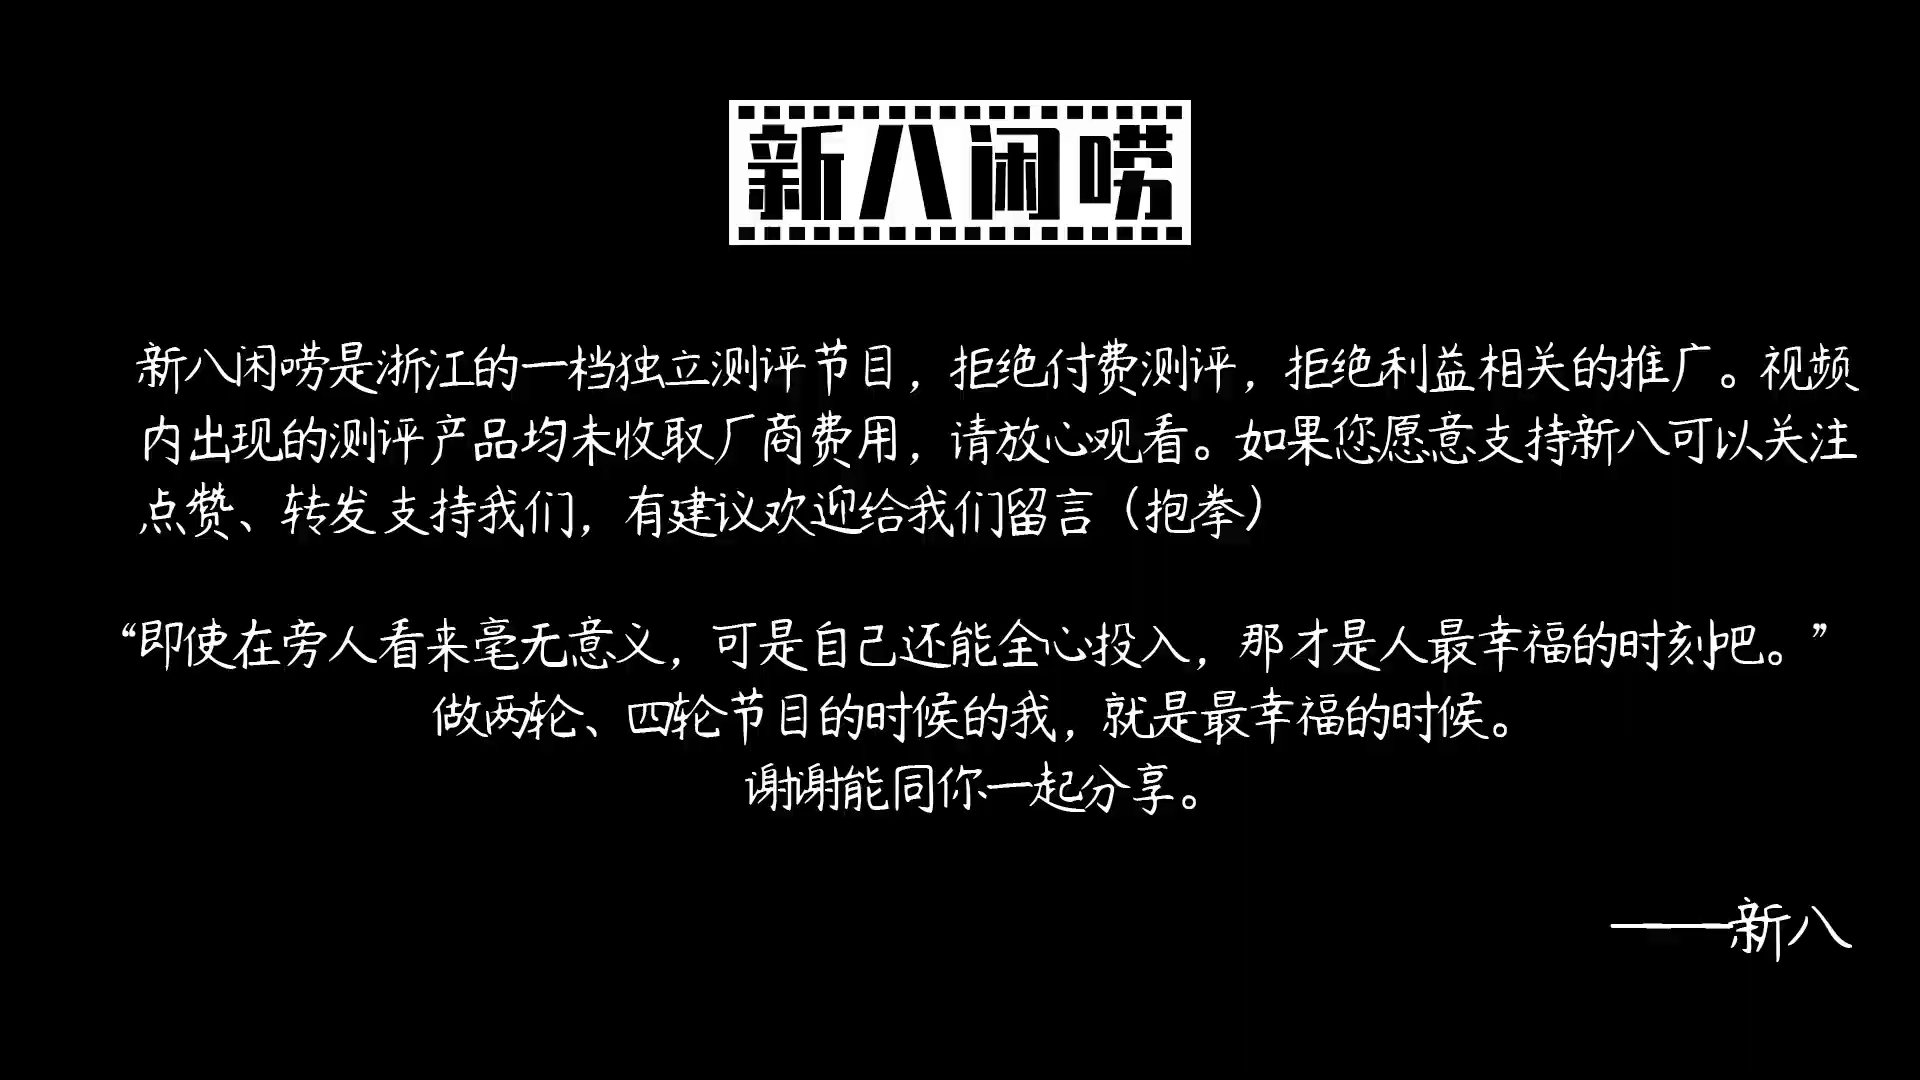 新八闲唠
新八闲唠是浙江的一档独立测评节目，拒绝付费测评，拒绝利益相关的推广。视频
内出现的测评产品均未收取厂商费用，请放心观看。如果您愿意支持新八可以关注
点赞、转发支持我们，有建议欢迎给我们留言（抱拳）
“即使在旁人看来毫无意义，可是自己还能全心投入，那才是人最幸福的时刻吧。”
做两轮、四轮节目的时候的我，就是最幸福的时候。
谢谢能同你一起分享。
——新八